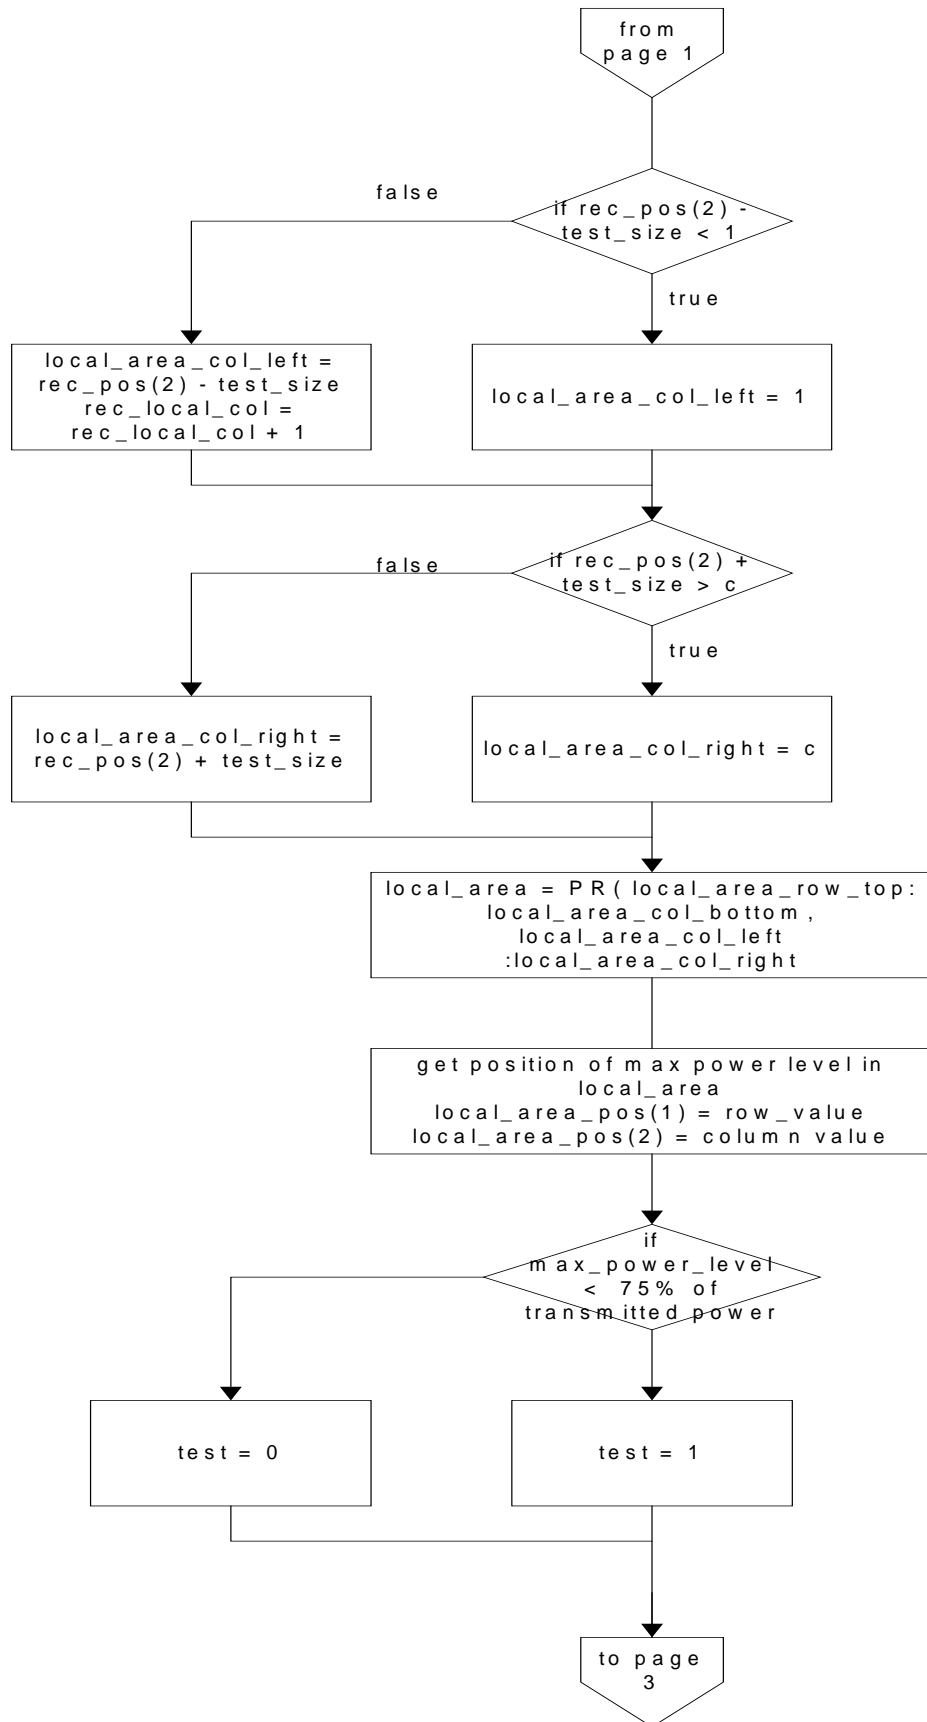 from
page 1
false
if rec_pos(2) -
test_size < 1
true
local_area_col_left =
rec_pos(2) - test_size
rec_local_col =
rec_local_col + 1
local_area_col_left = 1
false
if rec_pos(2) +
test_size > c
true
local_area_col_right =
rec_pos(2) + test_size
local_area_col_right = c
local_area = PR( local_area_row_top:
local_area_col_bottom,
local_area_col_left
:local_area_col_right
get position of max power level in
local_area
local_area_pos(1) = row_value
local_area_pos(2) = column value
if
max_power_level
< 75% of
transmitted power
test = 0
test = 1
to page
3